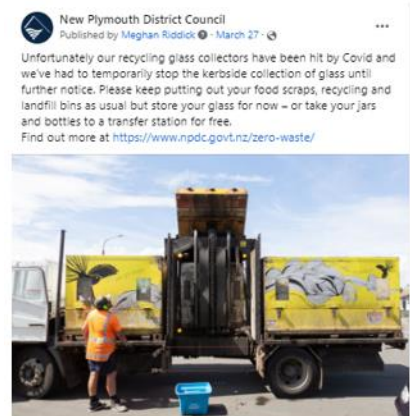 New Plymouth District Council
Published by Meghan Riddick · March 27 ·
Unfortunately our recycling glass collectors have been hit by Covid and
we've had to temporarily stop the kerbside collection of glass until
further notice. Please keep putting out your food scraps, recycling and
landfill bins as usual but store your glass for now – or take your jars
and bottles to a transfer station for free.
Find out more at https://www.npdc.govt.nz/zero-waste/